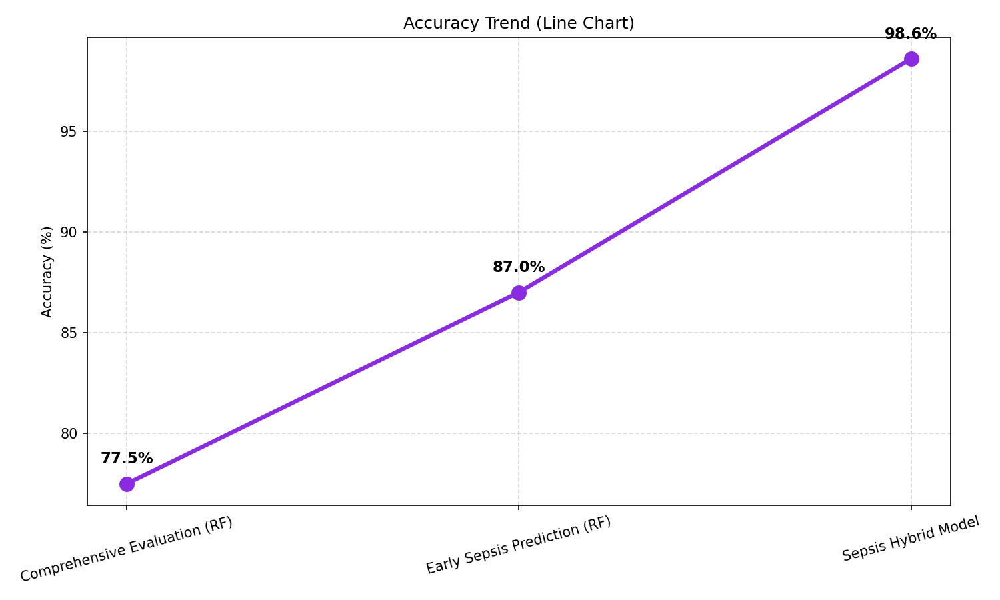 Accuracy Trend (Line Chart)
98.6%
95
90
87.0%
Accuracy (%)
85
80
77.5%
Comprehensive Evaluation (RF)
Early Sepsis Prediction (RF)
Sepsis Hybrid Model